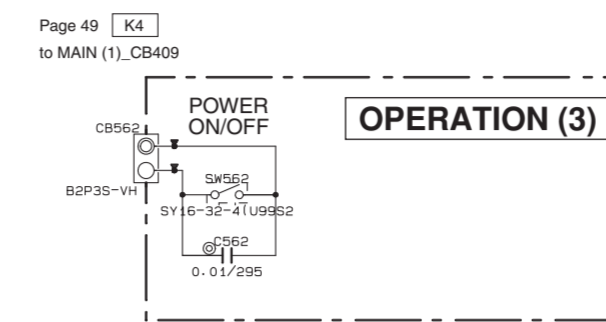 Page 49 K4
to MAIN (1)_CB409
POWER
ON/OFF
OPERATION (3)
CB562
SW562
B2P3S-VH
SY16-32-4(U99S2
C562
0.01/295